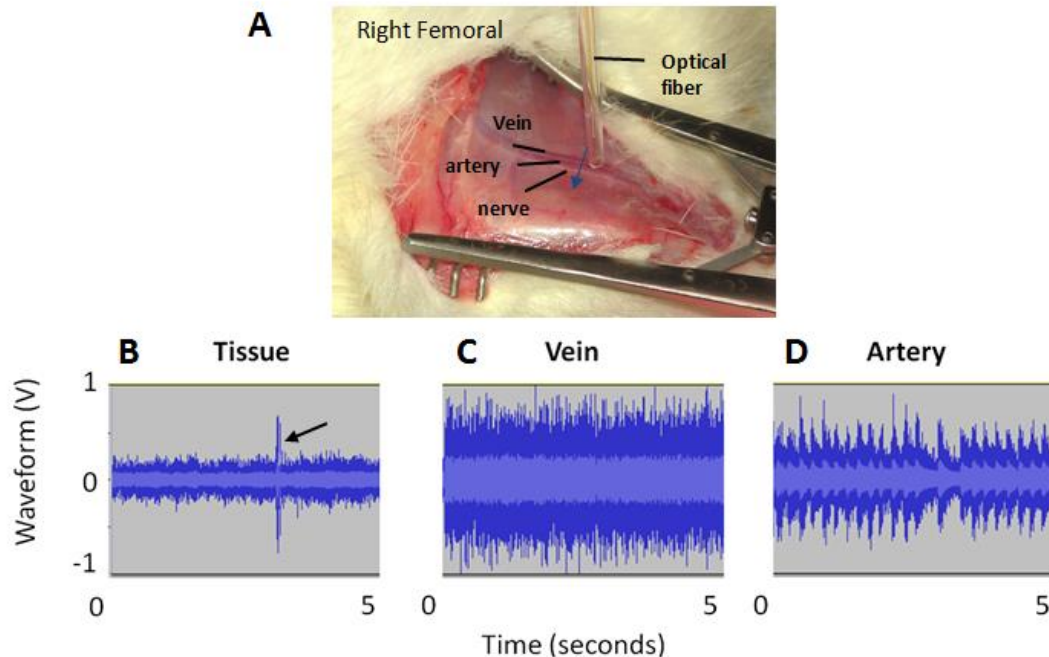 A
Right Femoral
Optical
fiber
Vein
artery
nerve
B Tissue
C Vein
D Artery
Waveform (V)
1
0
-1
0 5
0 5
0 5
Time (seconds)